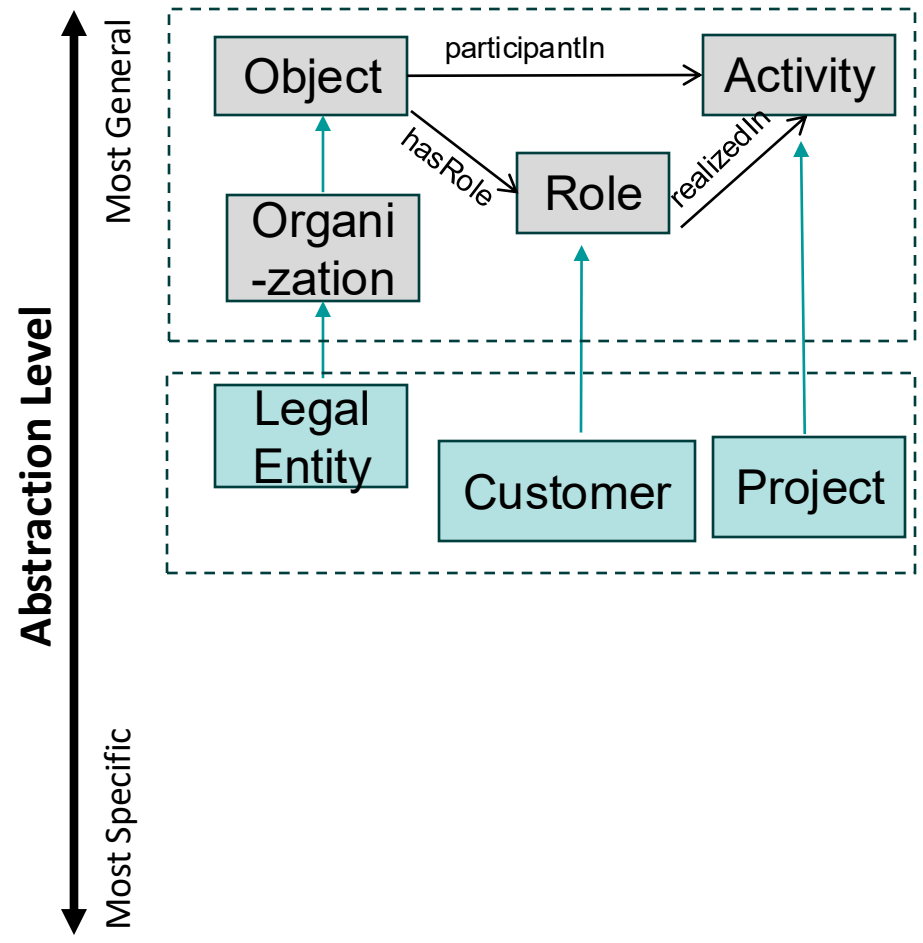 Most General
Abstraction Level
Most Specific
Object
participantIn
Activity
hasRole
Role
realizedIn
Organi
-zation
Legal
Entity
Customer
Project